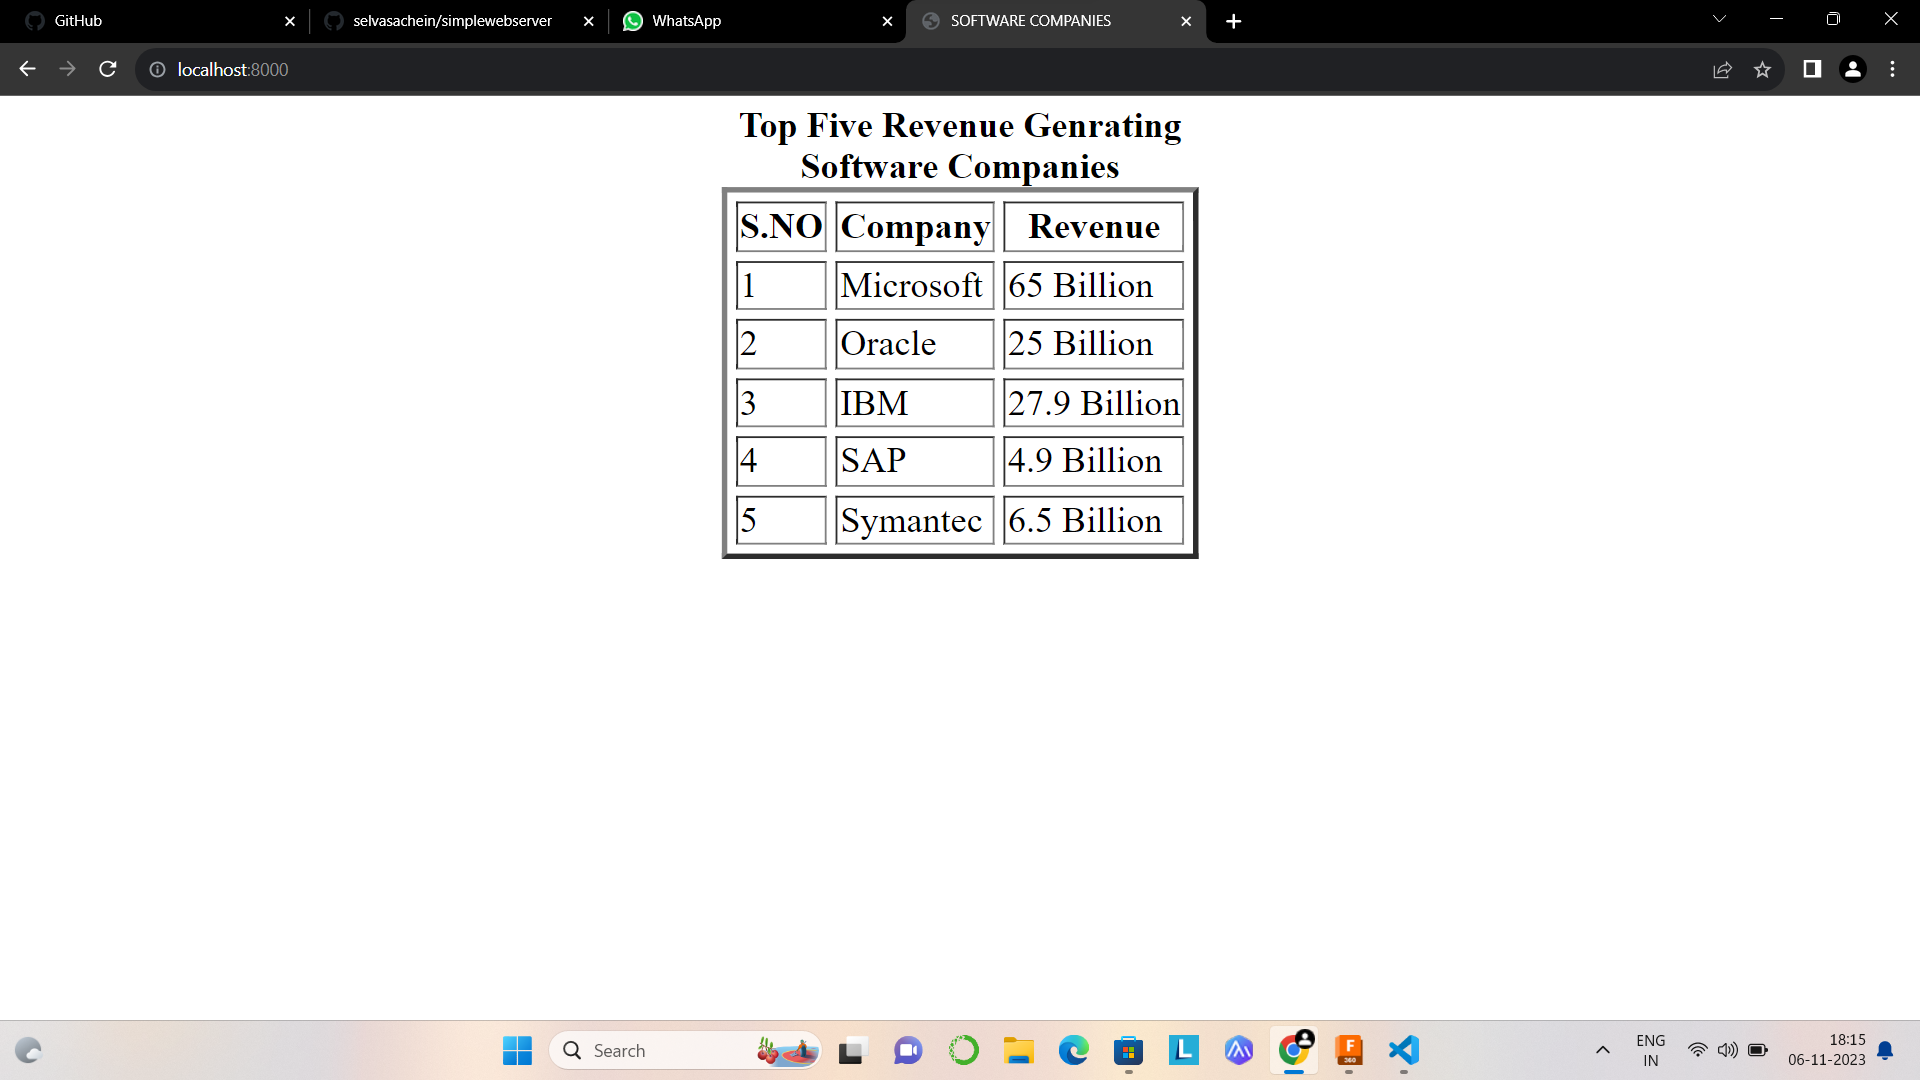 GitHub
selvasachein/simplewebserver
WhatsApp
SOFTWARE COMPANIES
localhost:8000
Top Five Revenue Genrating
Software Companies
S.NO Company Revenue
1 Microsoft 65 Billion
2 Oracle 25 Billion
3 IBM 27.9 Billion
4 SAP 4.9 Billion
5 Symantec 6.5 Billion
Search
L
F
360
ENG
IN
18:15
06-11-2023